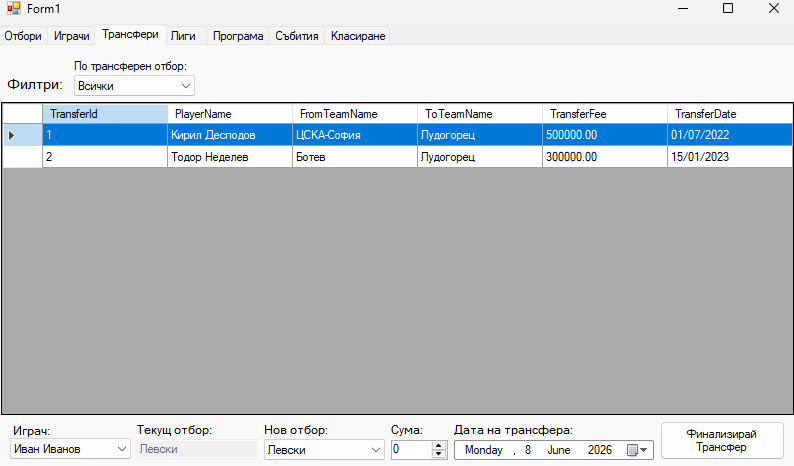 Form1
Отбори Играчи Трансфери Лиги Програма Събития Класиране
По трансферен отбор:
Филтри: Всички
TransferId PlayerName FromTeamName ToTeamName TransferFee TransferDate
1 Кирил Десподов ЦСКА-София Лудогорец 500000.00 01/07/2022
2 Тодор Неделев Ботев Лудогорец 300000.00 15/01/2023
Играч: Текущ отбор: Нов отбор: Сума: Дата на трансфера:
Иван Иванов Левски Левски 0 Monday , 8 June 2026
Финализирай
Трансфер